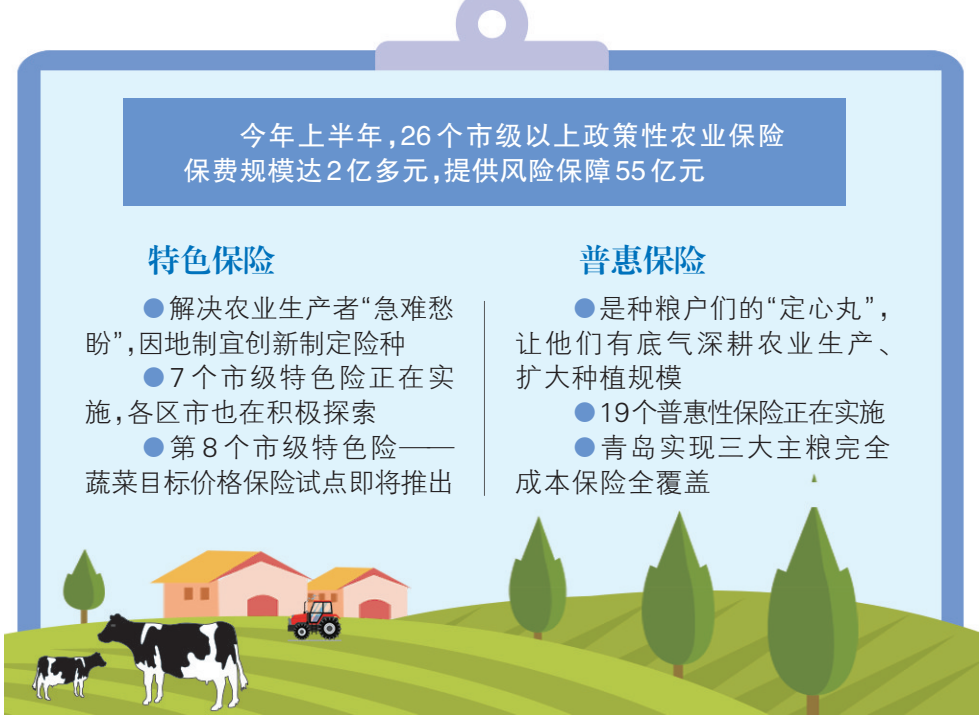 今年上半年,26个市级以上政策性农业保险
保费规模达2亿多元,提供风险保障55亿元
特色保险
●解决农业生产者“急难愁
盼”,因地制宜创新制定险种
●7个市级特色险正在实
施,各区市也在积极探索
●第8个市级特色险——
蔬菜目标价格保险试点即将推出
普惠保险
●是种粮户们的“定心丸”,
让他们有底气深耕农业生产、
扩大种植规模
●19个普惠性保险正在实施
●青岛实现三大主粮完全
成本保险全覆盖